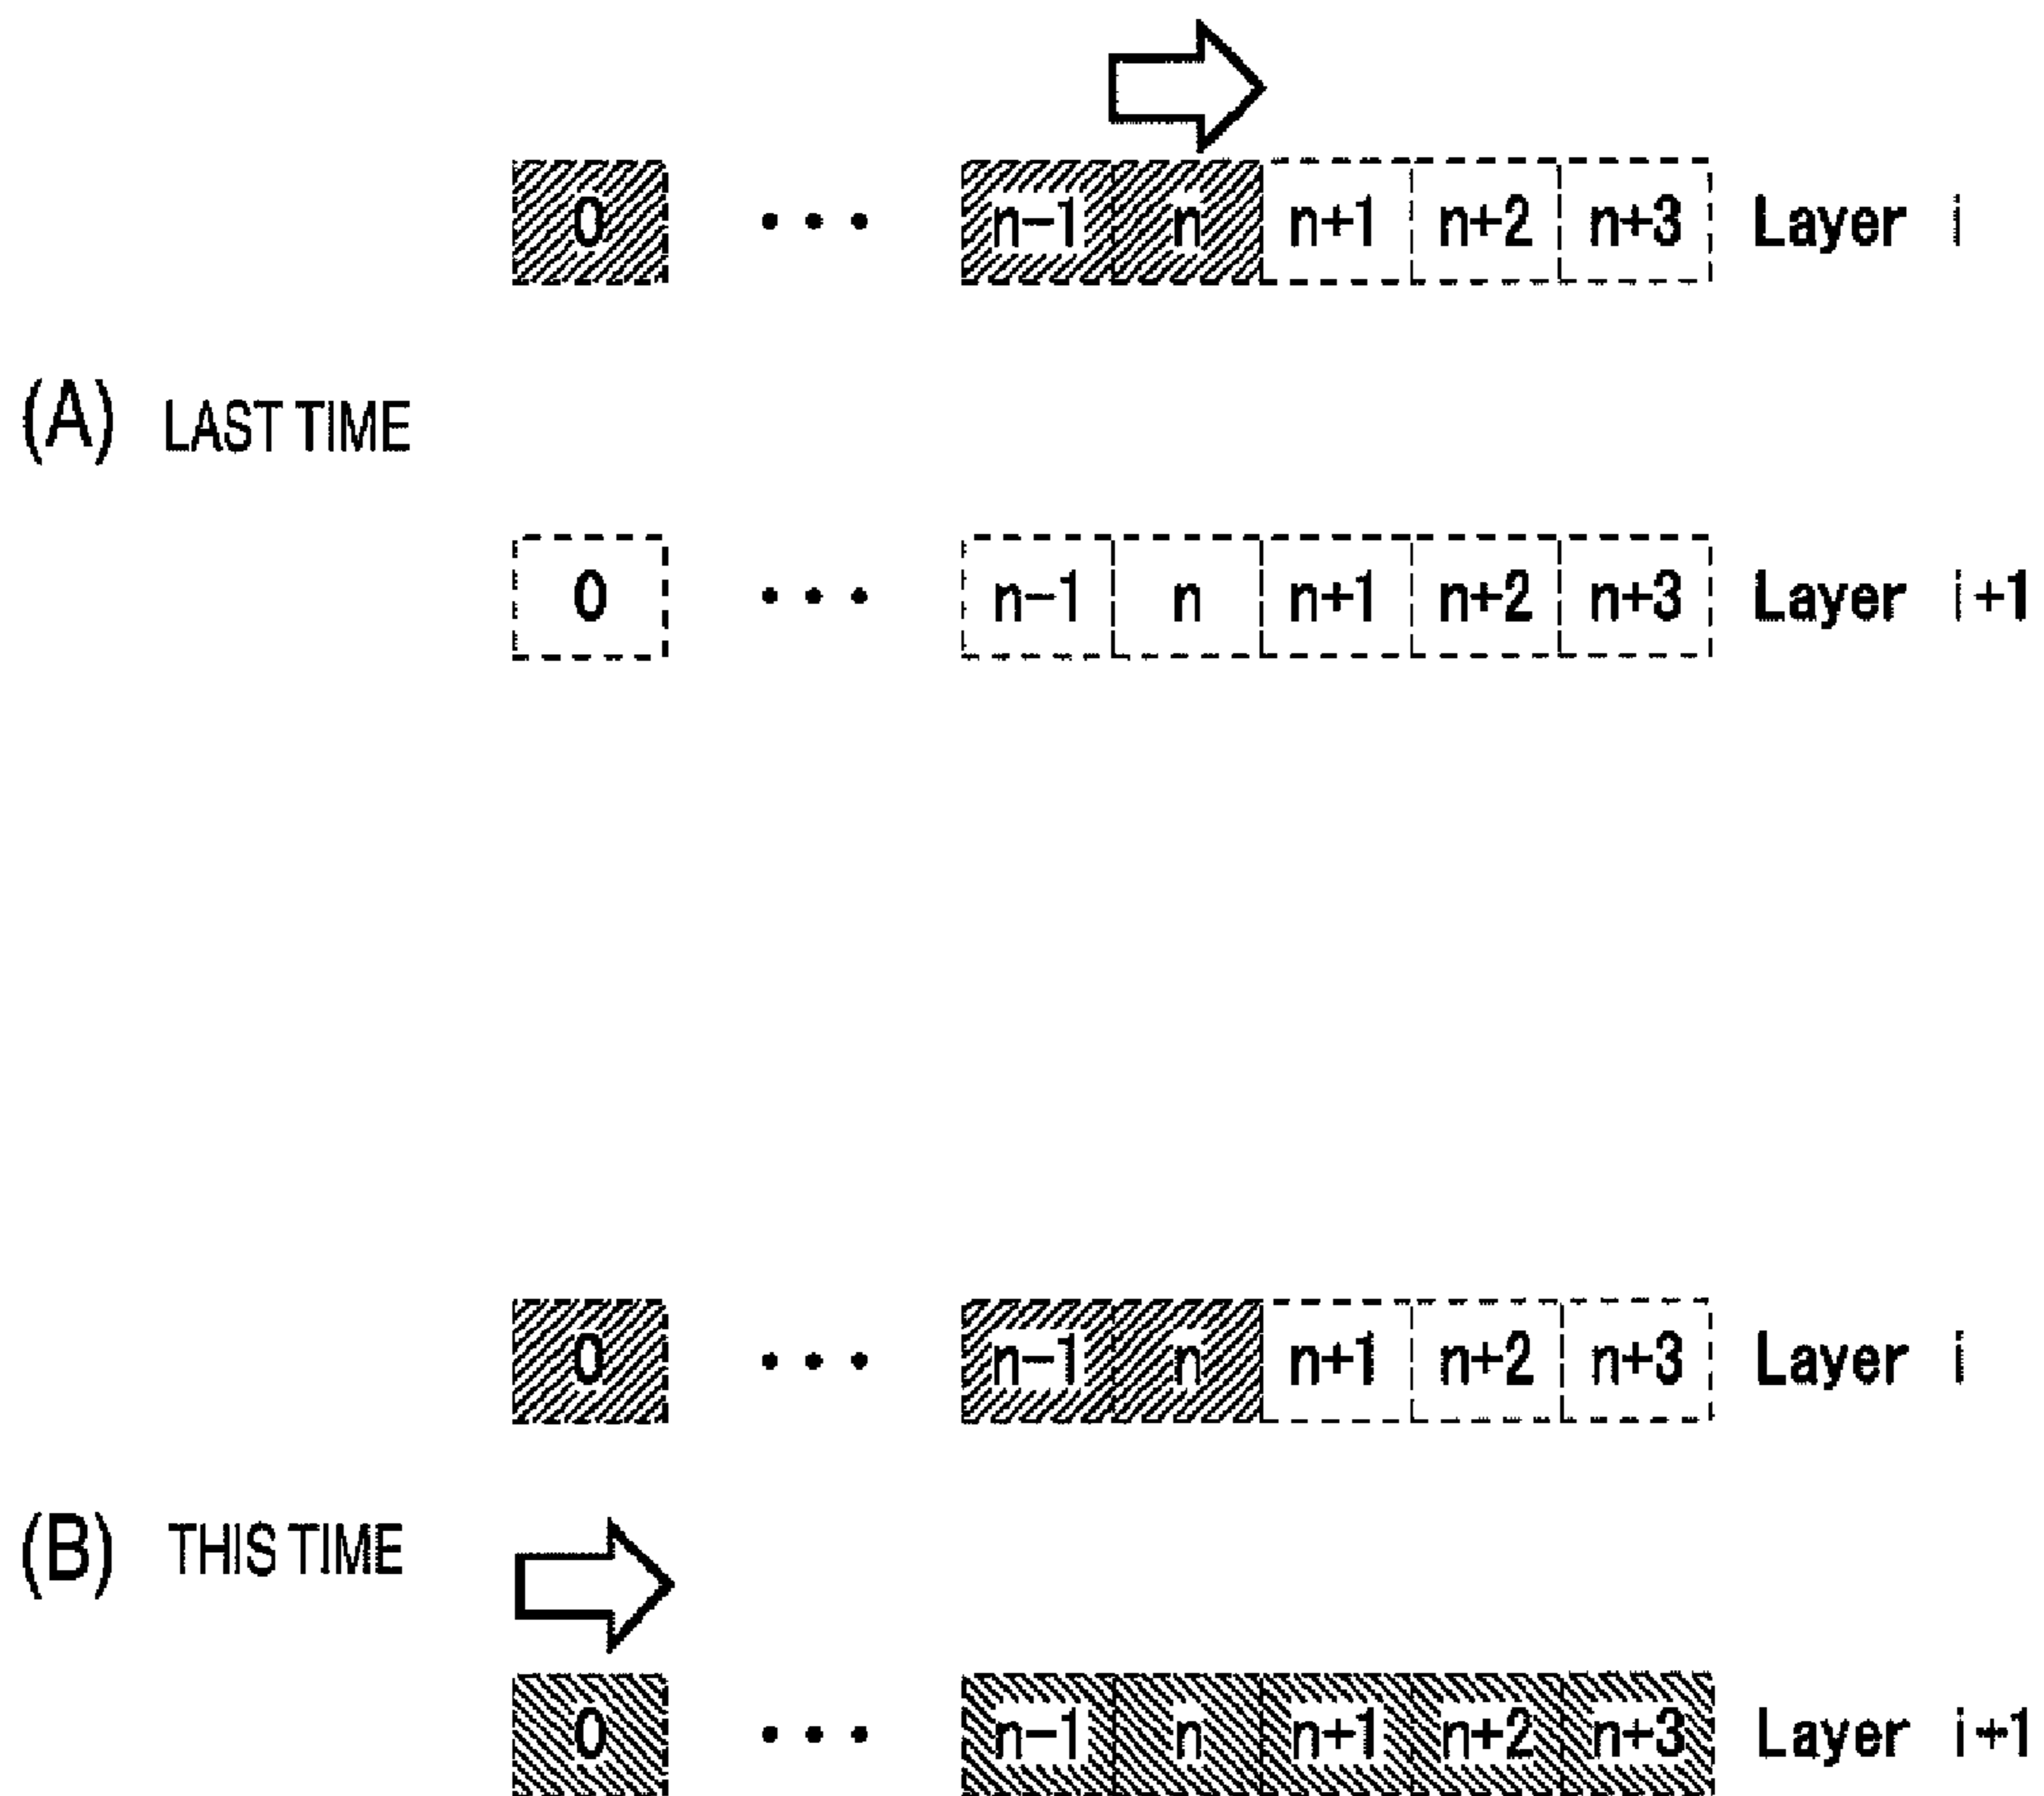 0 ••• n-1 n n+1 n+2 n+3 Layer i
(A) LAST TIME
0 ••• n-1 n n+1 n+2 n+3 Layer i+1
0 ••• n-1 n n+1 n+2 n+3 Layer i
(B) THIS TIME
0 ••• n-1 n n+1 n+2 n+3 Layer i+1